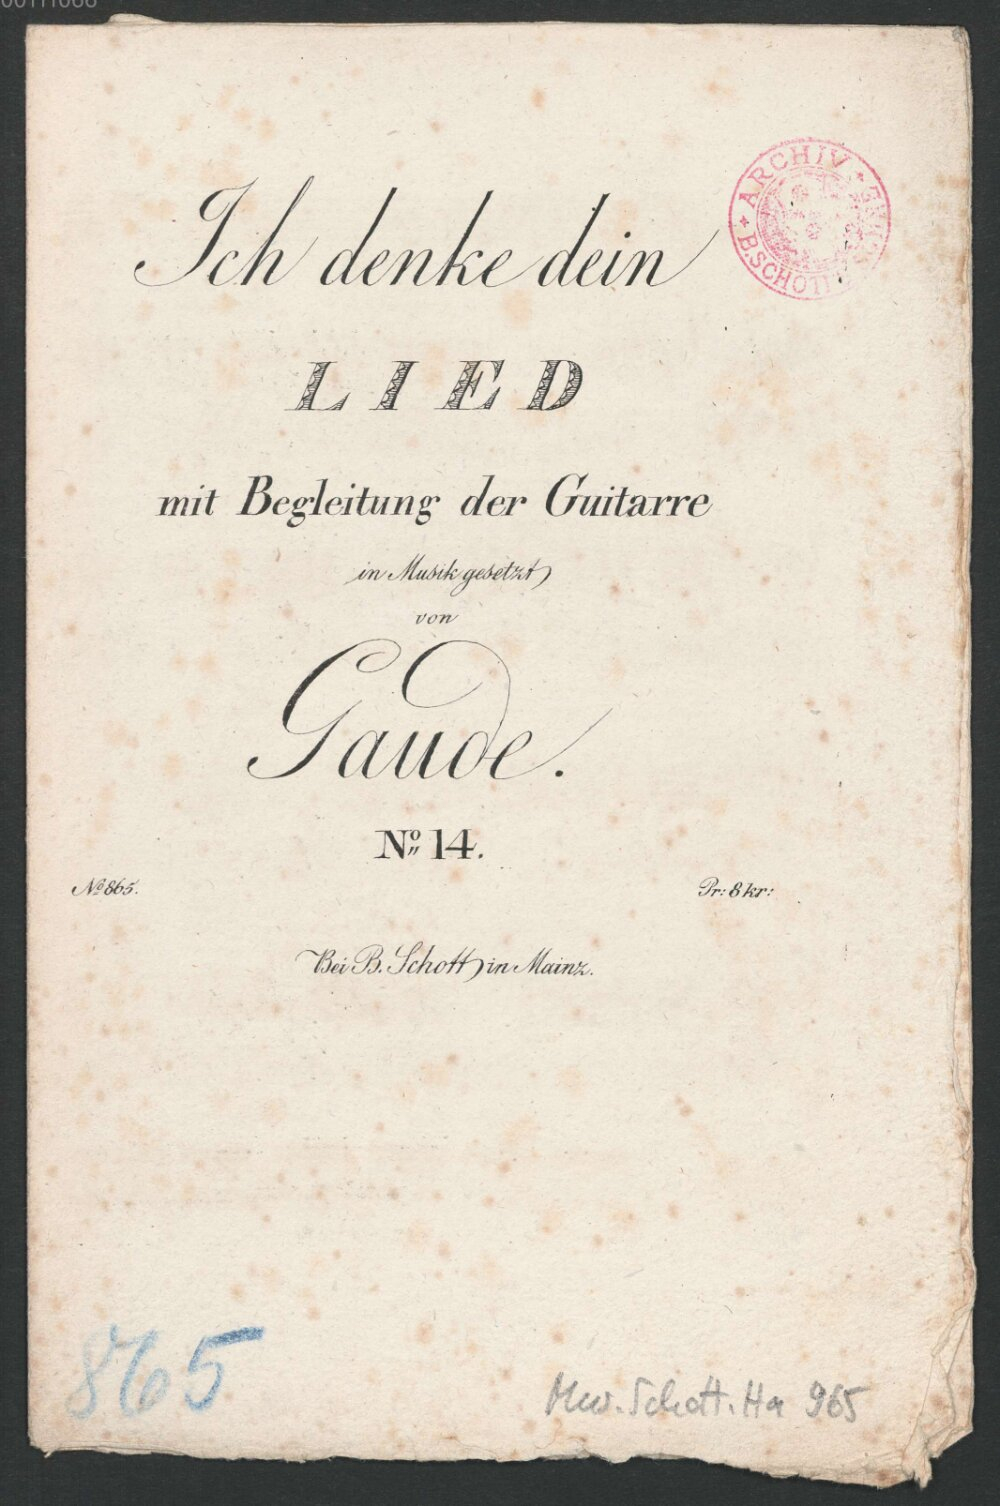 ARCHIV
B. SCHOTT
Ich denke dein
LIED
mit Begleitung der Guitarre
in Musik gesetzt
von
Gaude.
No. 14.
No. 865.
Pr: 8 kr:
Bei B. Schott in Mainz.
865
Mus. Schott. Ha 965